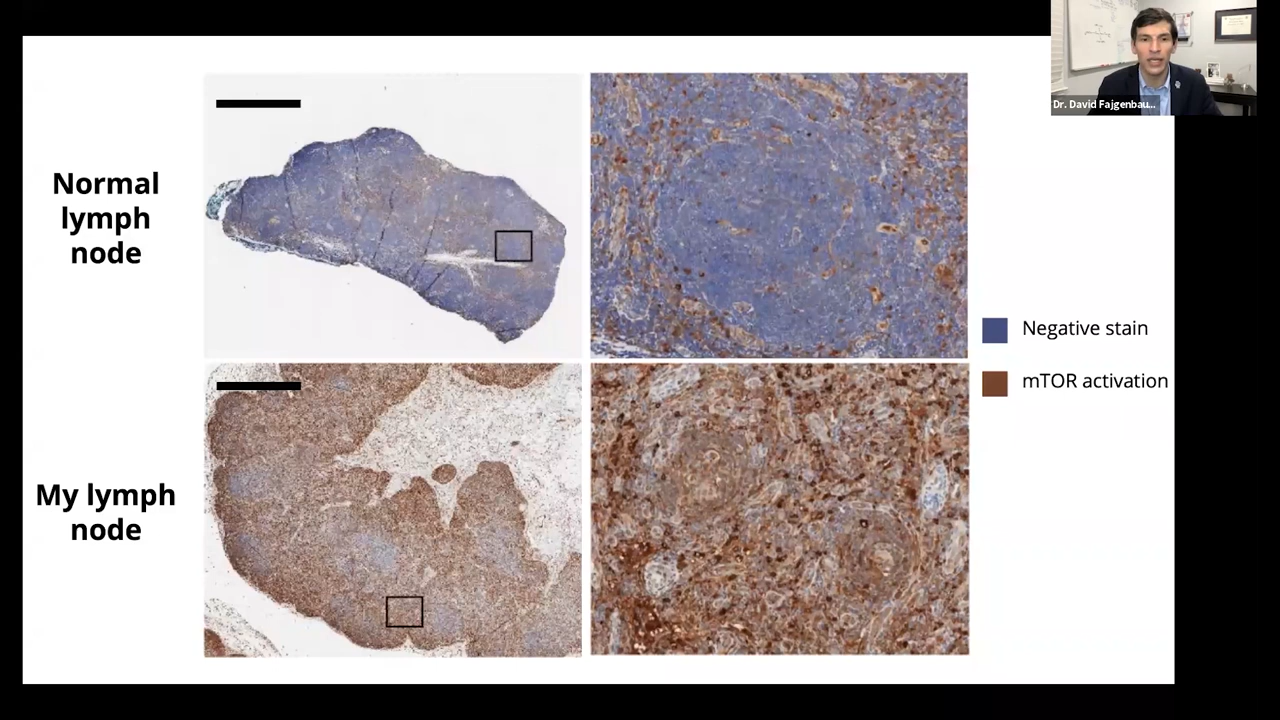 Dr. David Fajgenbau...
Normal
lymph
node
Negative stain
mTOR activation
My lymph
node